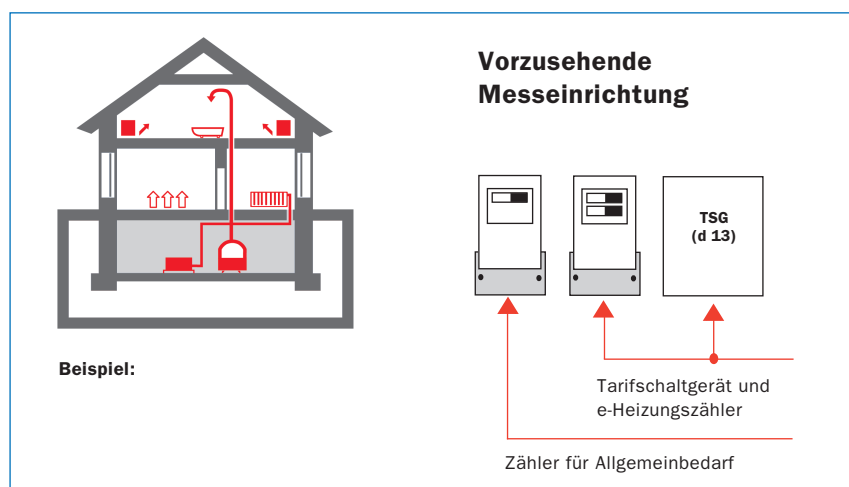 Vorzusehende
Messeinrichtung
TSG
(d 13)
Beispiel:
Tarifschaltgerät und
e-Heizungszähler
Zähler für Allgemeinbedarf